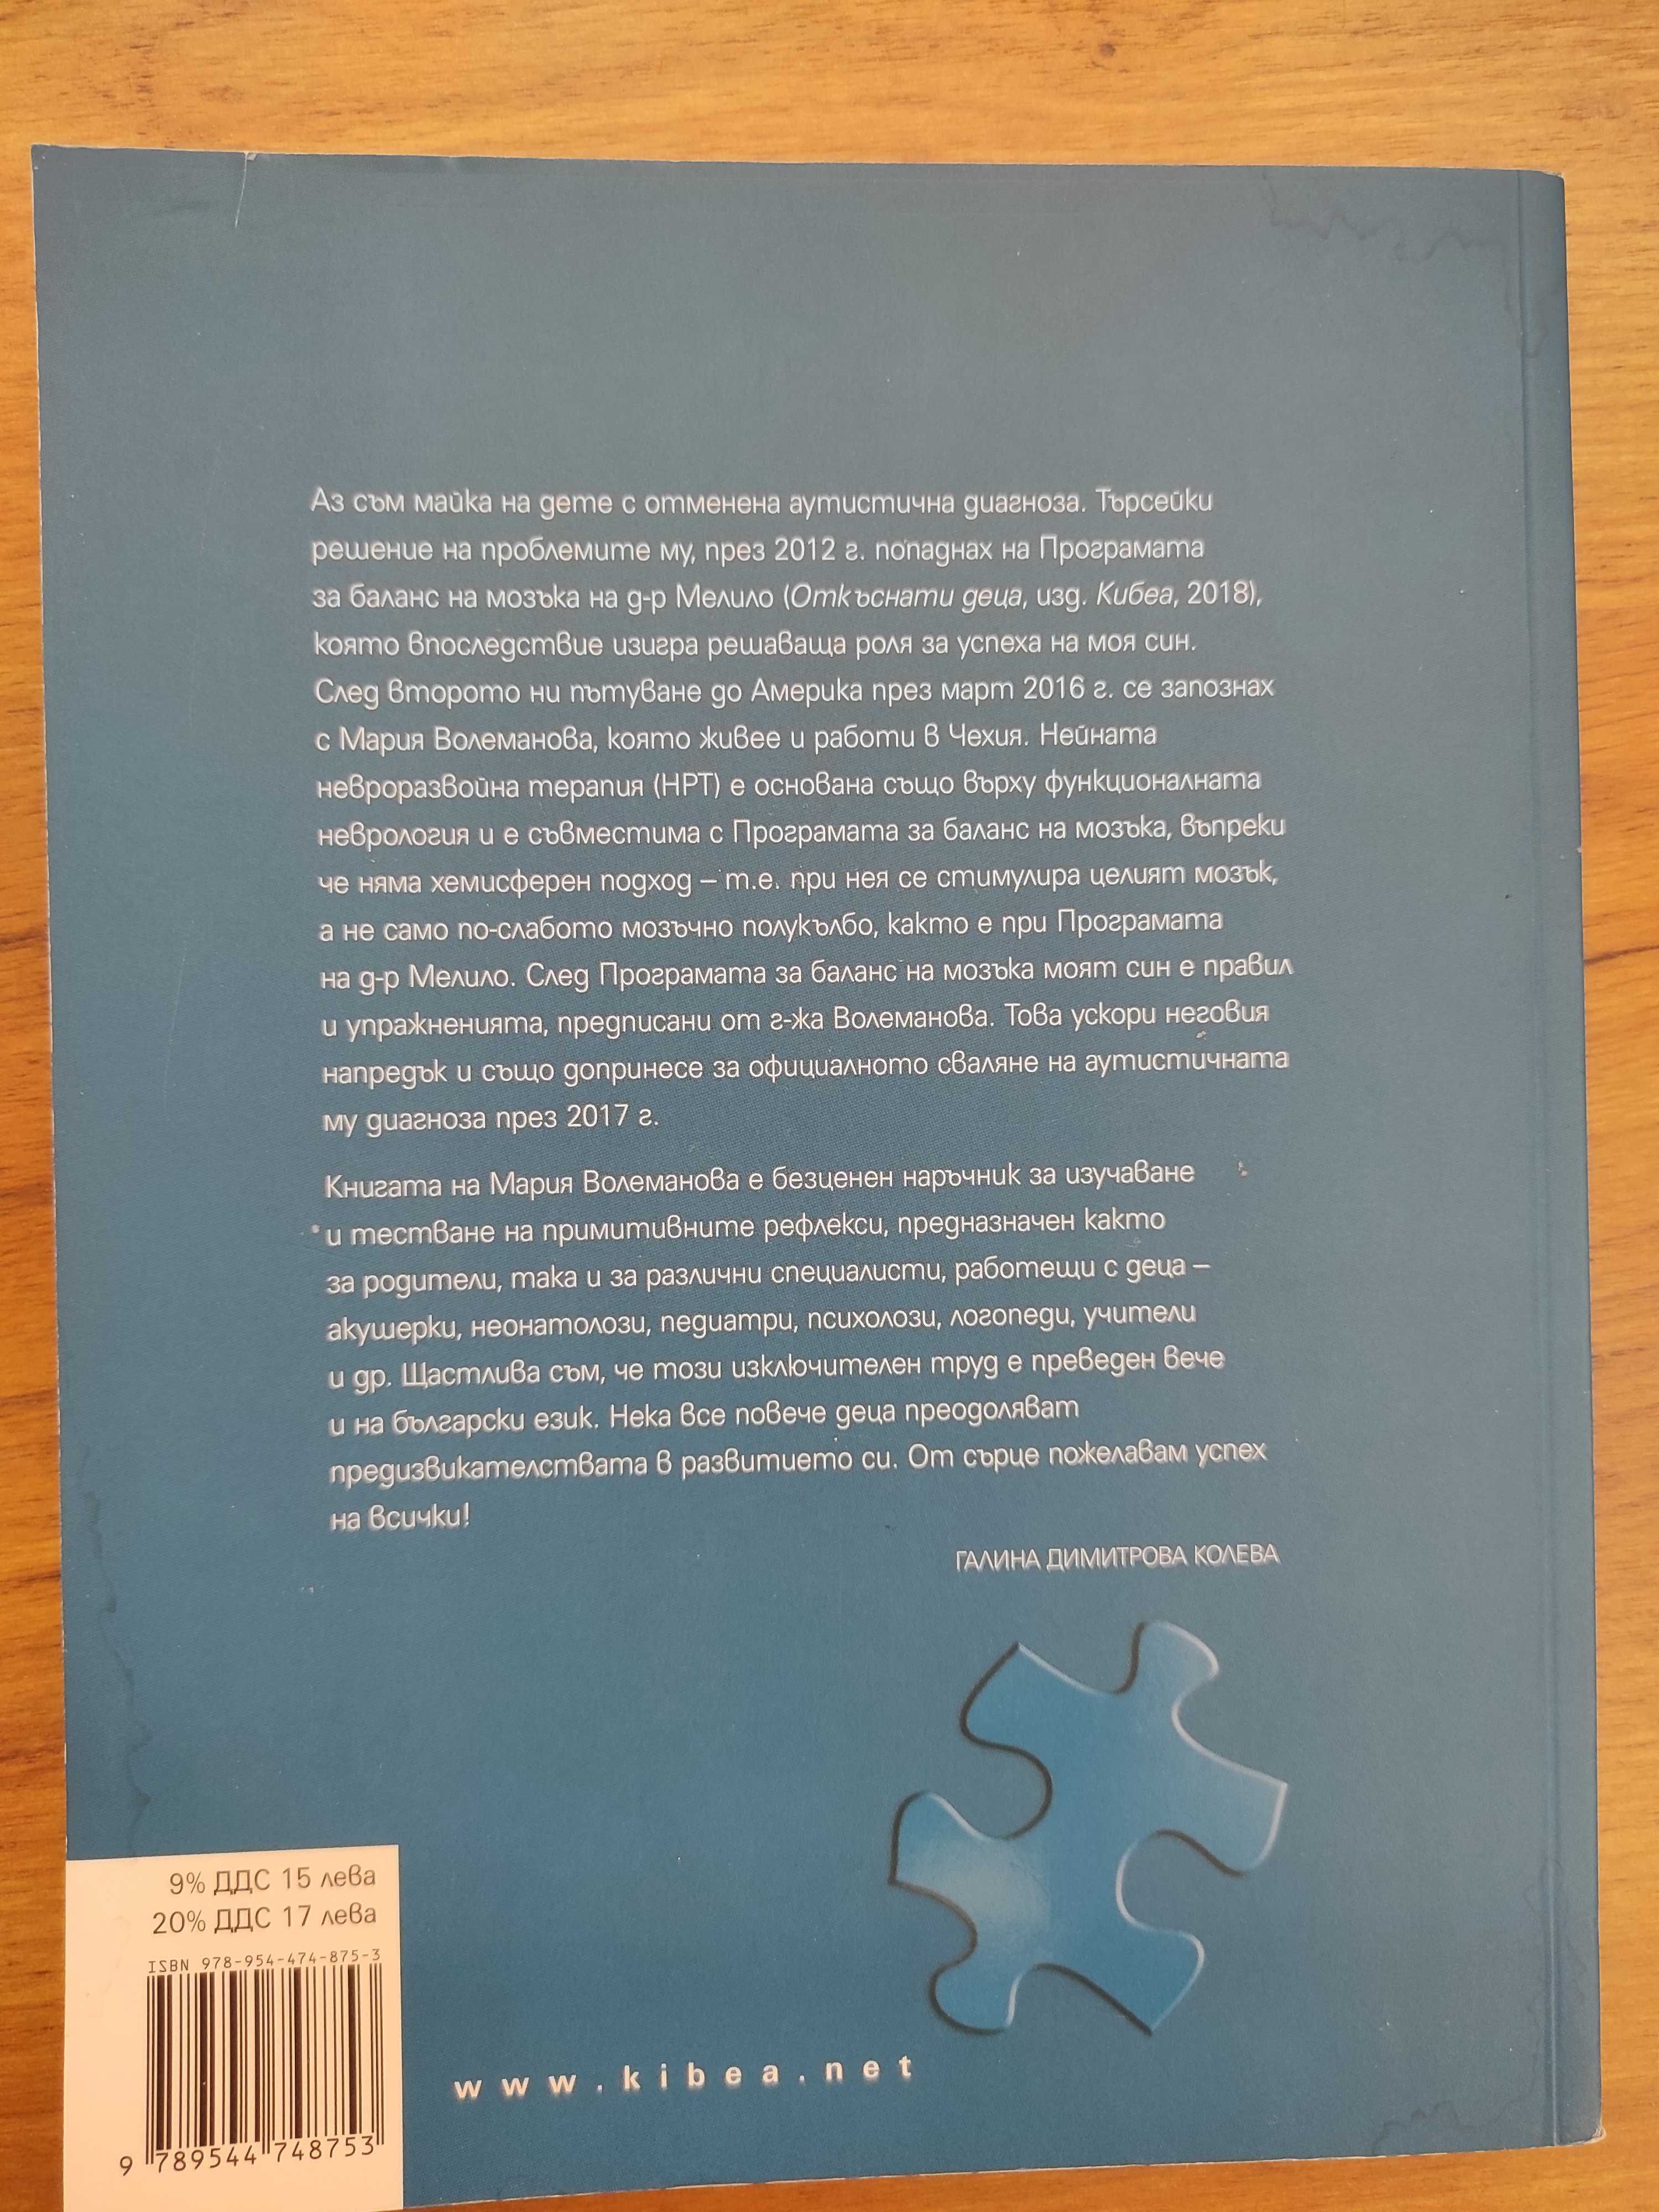 Аз съм майка на дете с отменена аутистична диагноза. Търсейки
решение на проблемите му, през 2012 г. попаднах на Програмата
за баланс на мозъка на д-р Мелило (Откъснати деца, изд. Кибеа, 2018),
която впоследствие изигра решаваща роля за успеха на моя син.
След второто ни пътуване до Америка през март 2016 г. се запознах
с Мария Волеманова, която живее и работи в Чехия. Нейната
невроразвойна терапия (НРТ) е основана също върху функционалната
неврология и е съвместима с Програмата за баланс на мозъка, въпреки
че няма хемисферен подход – т.е. при нея се стимулира целият мозък,
а не само по-слабото мозъчно полукълбо, както е при Програмата
на д-р Мелило. След Програмата за баланс на мозъка моят син е правил
и упражненията, предписани от г-жа Волеманова. Това ускори неговия
напредък и също допринесе за официалното сваляне на аутистичната
му диагноза през 2017 г.
Книгата на Мария Волеманова е безценен наръчник за изучаване
и тестване на примитивните рефлекси, предназначен както
за родители, така и за различни специалисти, работещи с деца –
акушерки, неонатолози, педиатри, психолози, логопеди, учители
и др. Щастлива съм, че този изключителен труд е преведен вече
и на български език. Нека все повече деца преодоляват
предизвикателствата в развитието си. От сърце пожелавам успех
на всички!
ГАЛИНА ДИМИТРОВА КОЛЕВА
9% ДДС 15 лева
20% ДДС 17 лева
ISBN 978-954-474-875-3
9 789544 748753
www.kibea.net